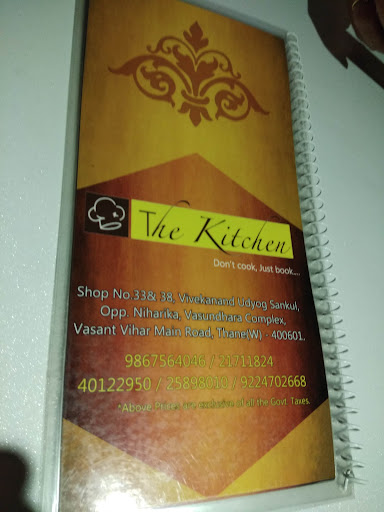 The Kitchen
Don't cook, Just book....
Shop No.33& 38, Vivekanand Udyog Sankul,
Opp. Niharika, Vasundhara Complex,
Vasant Vihar Main Road, Thane(W) - 400601.
9867564046 / 21711824
40122950 / 25898010 / 9224702668
*Above Prices are exclusive of all the Govt. Taxes.